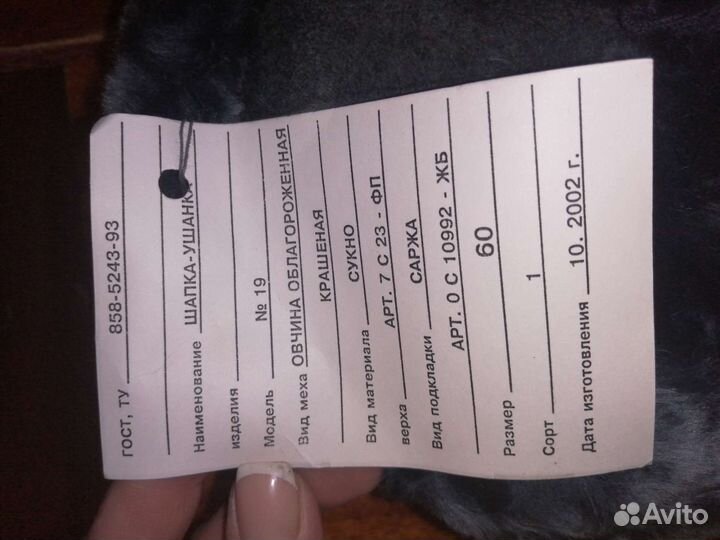 ГОСТ, ТУ 858-5243-93
Наименование ШАПКА-УШАНКА
изделия
Модель № 19
Вид меха ОВЧИНА ОБЛАГОРОЖЕННАЯ
КРАШЕНАЯ
Вид материала СУКНО
верха АРТ. 7 С 23 - ФП
Вид подкладки САРЖА
АРТ. 0 С 10992 - ЖБ
Размер 60
Сорт 1
Дата изготовления 10. 2002 г.
Avito